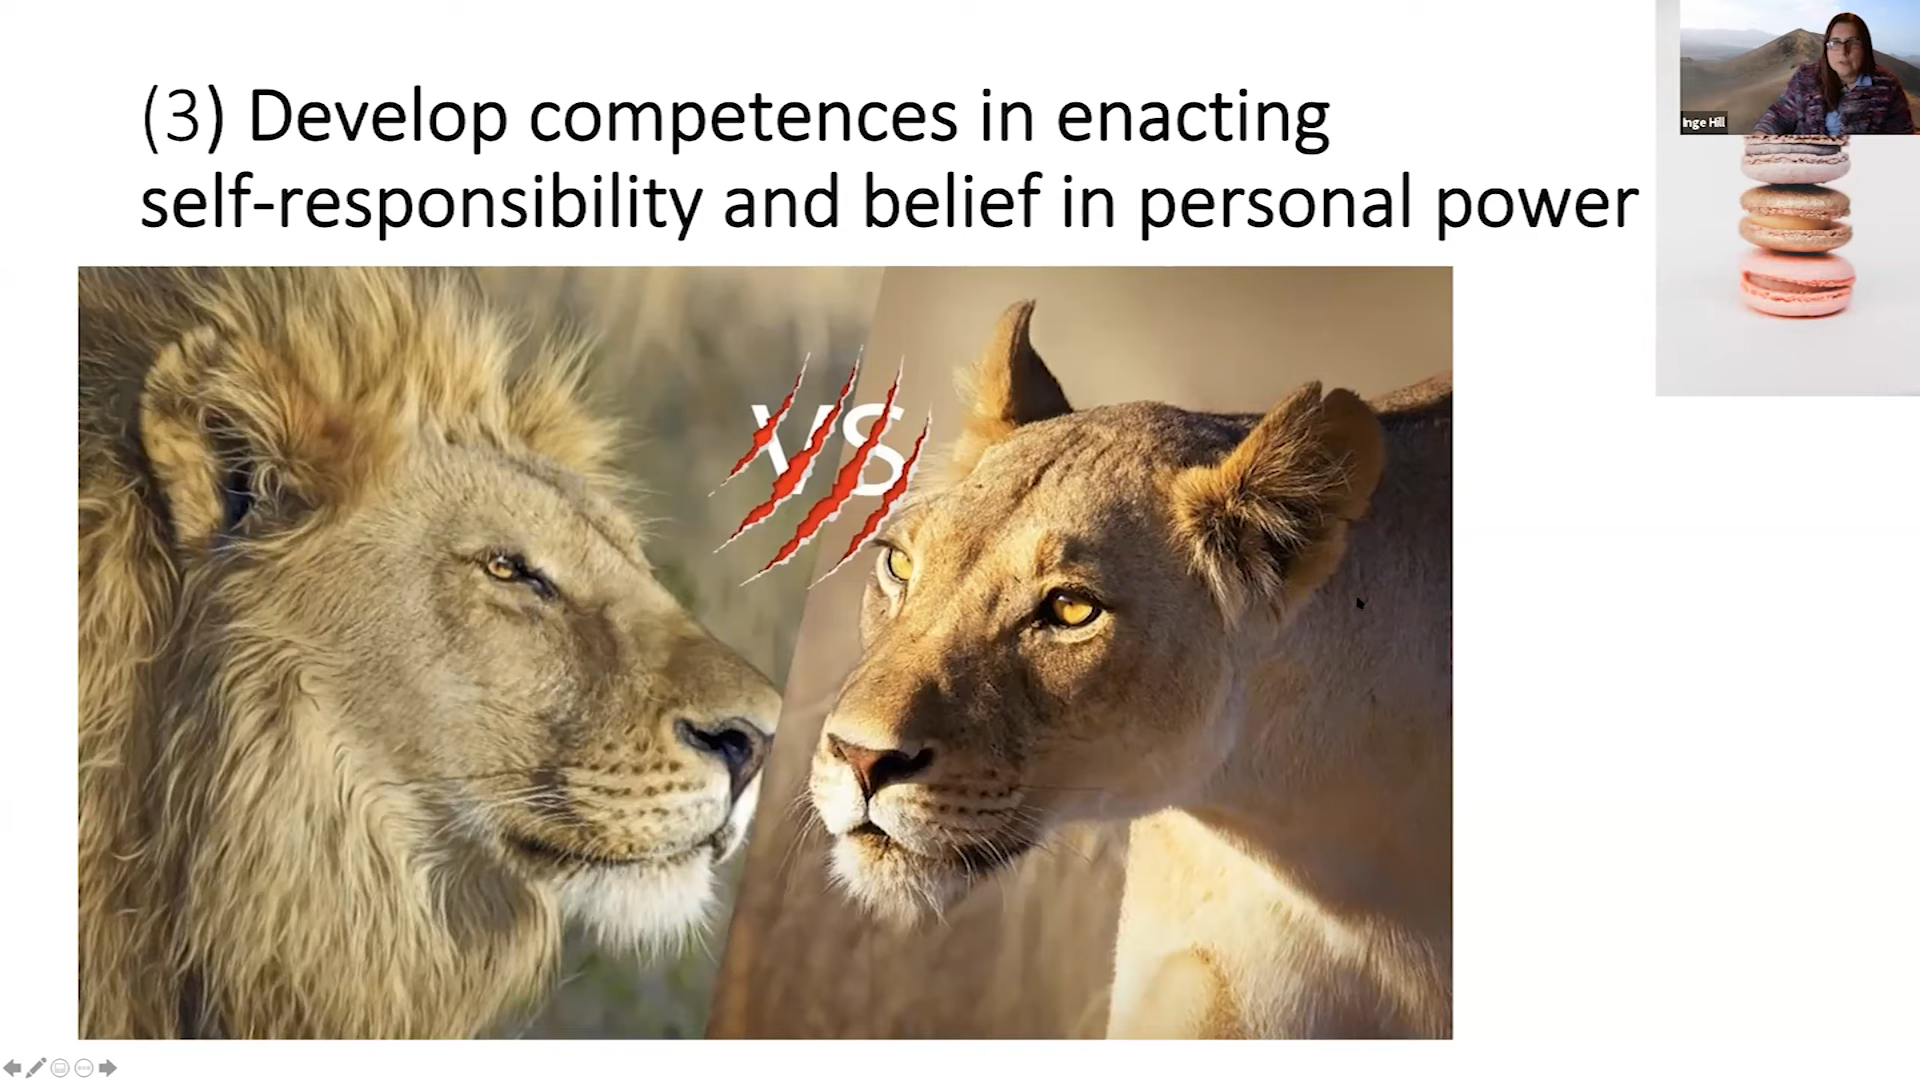 (3) Develop competences in enacting
self-responsibility and belief in personal power
VS
Inge Hill